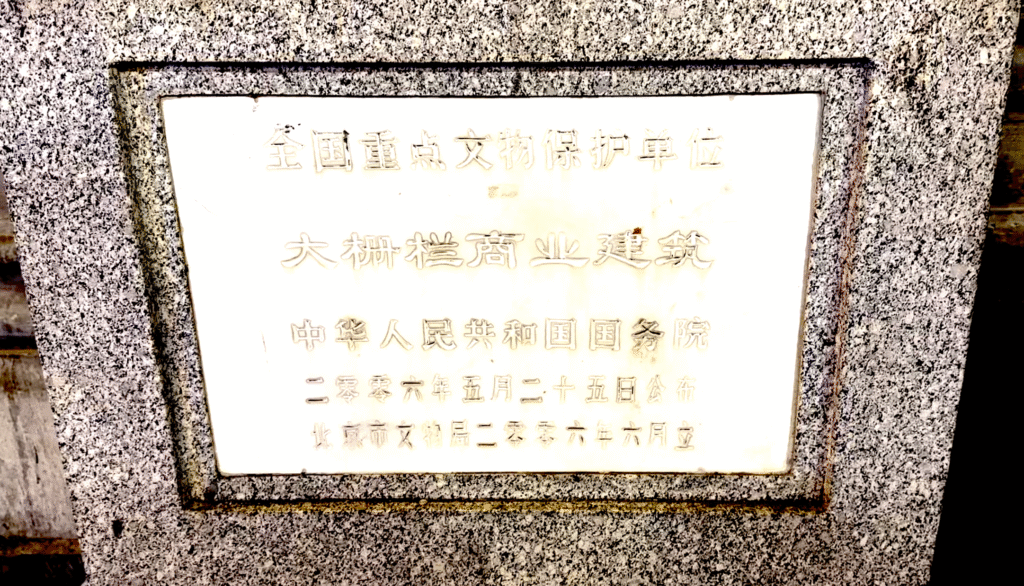 全国重点文物保护单位
大栅栏商业建筑
中华人民共和国国务院
二零零六年五月二十五日公布
北京市文物局二零零六年六月立